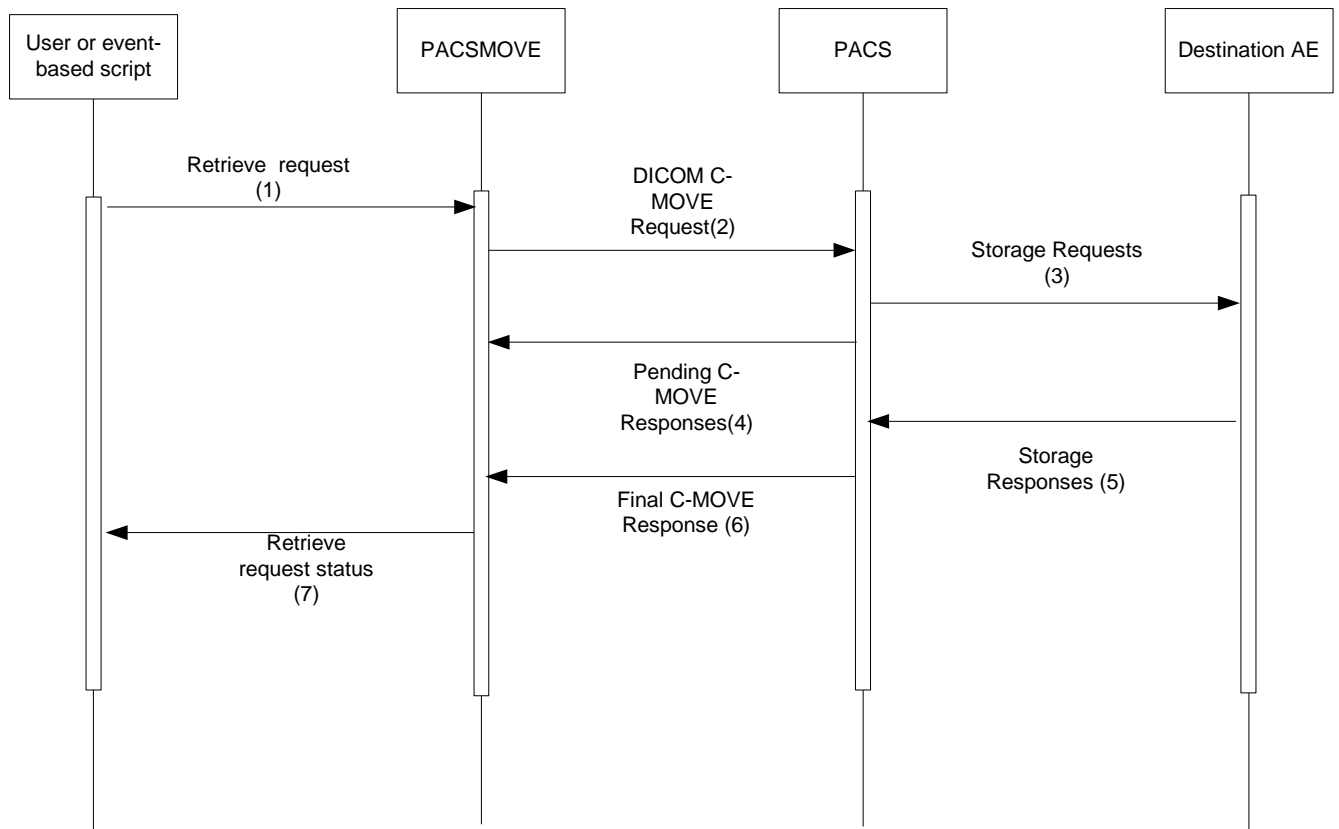 User or event-
based script
PACSMOVE
PACS
Destination AE
Retrieve request
(1)
DICOM C-
MOVE
Request(2)
Storage Requests
(3)
Pending C-
MOVE
Responses(4)
Storage
Responses (5)
Final C-MOVE
Response (6)
Retrieve
request status
(7)